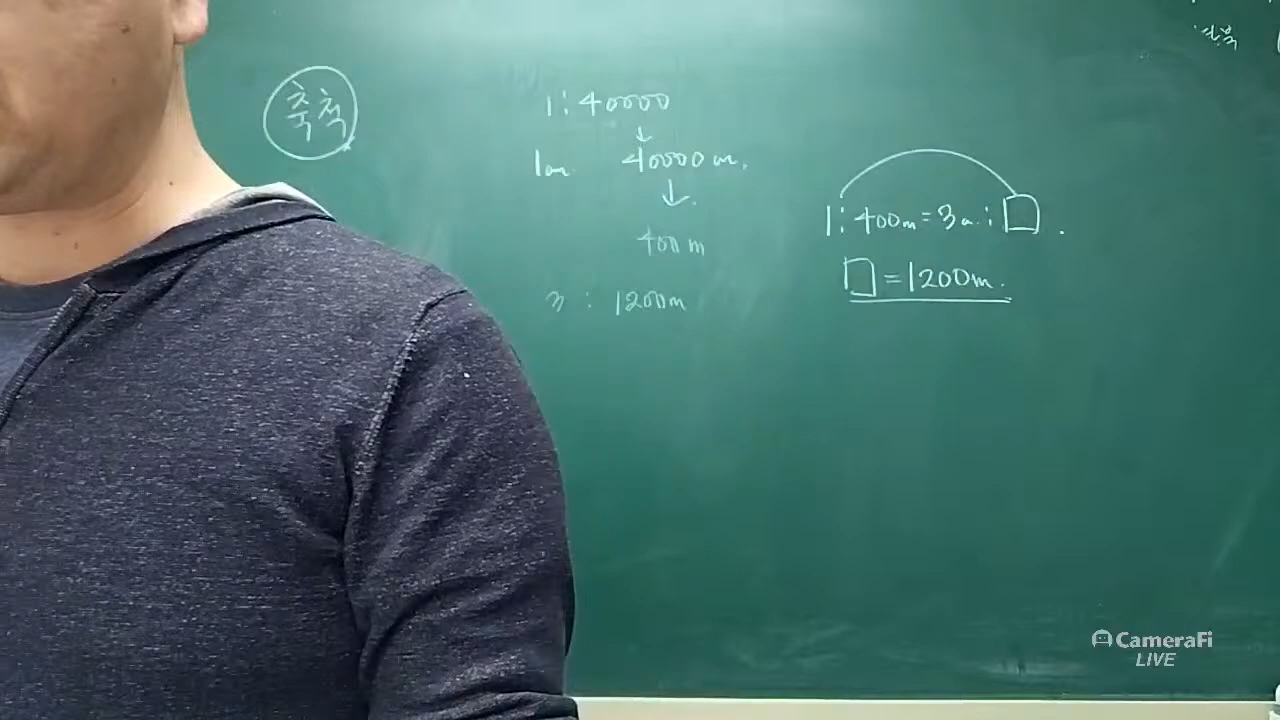 축척
1 : 40000
↓
1cm 40000cm.
↓.
400m
3 : 1200m
1 : 400m = 3cm : □.
□ = 1200m.
CameraFi
LIVE